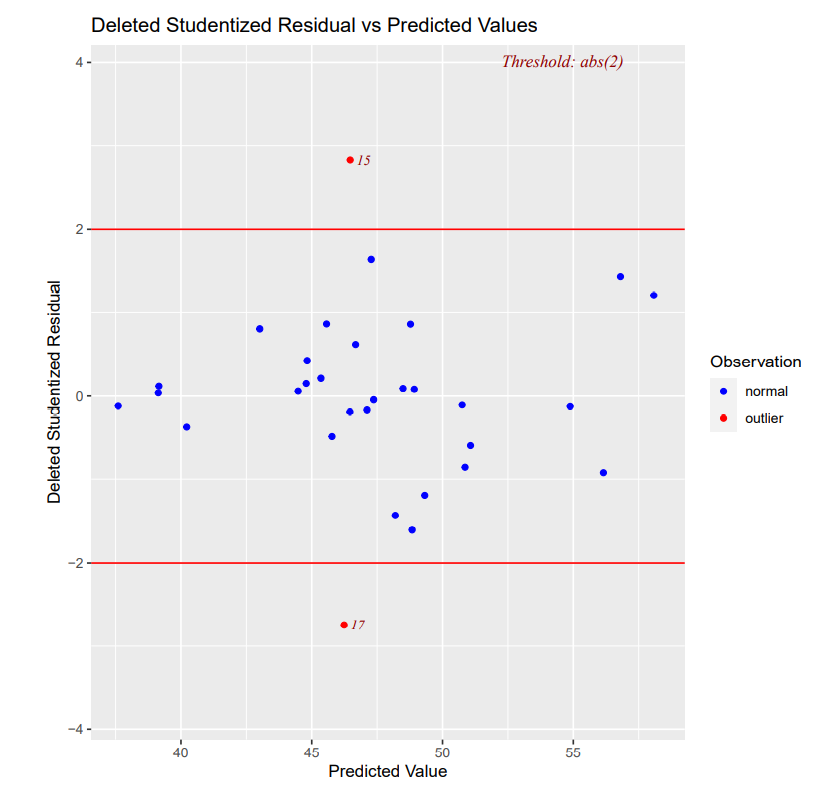 Deleted Studentized Residual vs Predicted Values
Threshold: abs(2)
4
2
0
−2
−4
Deleted Studentized Residual
15
17
40
45
50
55
Predicted Value
Observation
normal
outlier